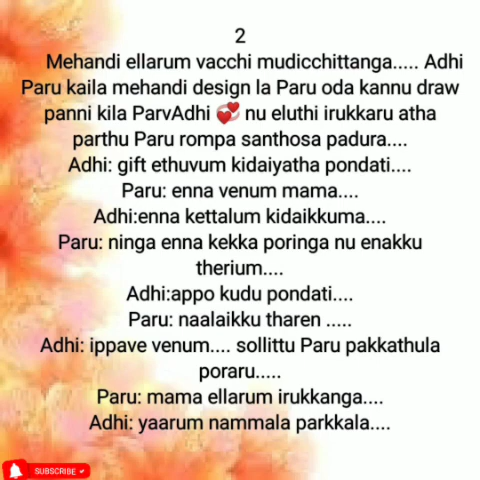 2
Mehandi ellarum vacchi mudicchittanga..... Adhi
Paru kaila mehandi design la Paru oda kannu draw
panni kila ParvAdhi 💞 nu eluthi irukkaru atha
parthu Paru rompa santhosa padura....
Adhi: gift ethuvum kidaiyatha pondati....
Paru: enna venum mama....
Adhi:enna kettalum kidaikkuma....
Paru: ninga enna kekka poringa nu enakku
therium....
Adhi:appo kudu pondati....
Paru: naalaikku tharen .....
Adhi: ippave venum.... sollittu Paru pakkathula
poraru.....
Paru: mama ellarum irukkanga....
Adhi: yaarum nammala parkkala....
SUBSCRIBE